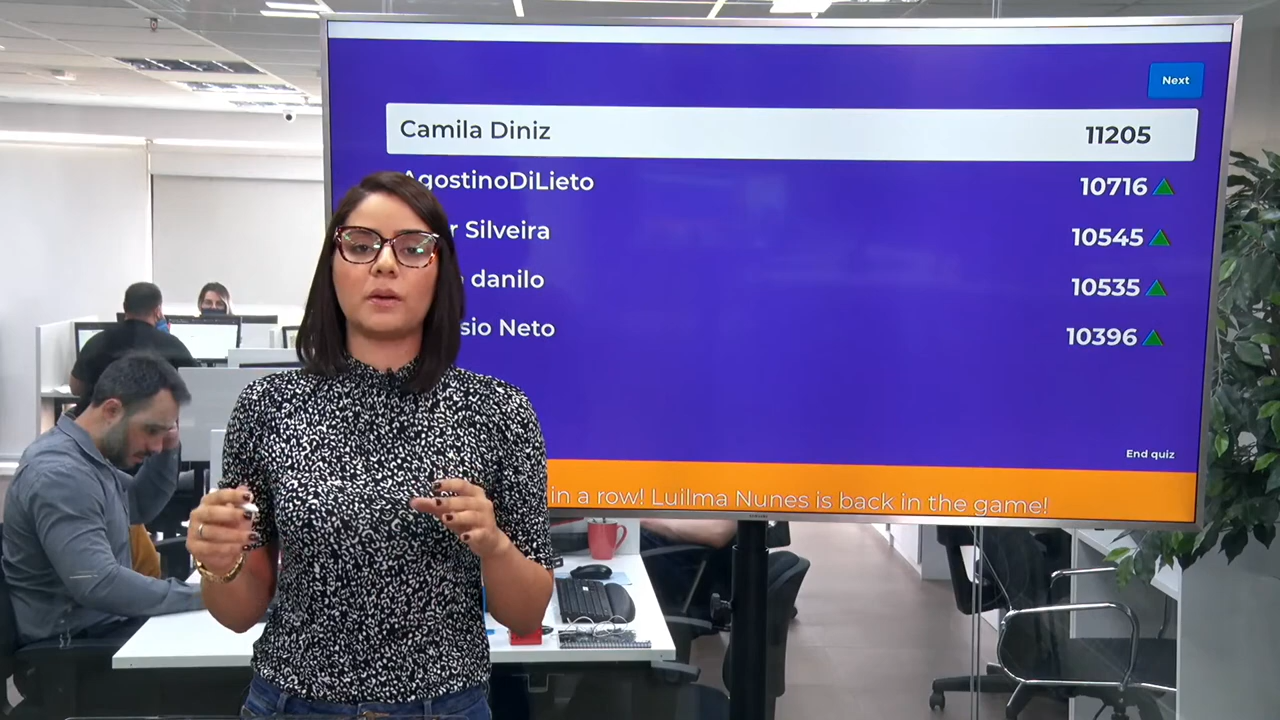 Next
Camila Diniz 11205
AgostinoDiLieto 10716
Silveira 10545
danilo 10535
Neto 10396
End quiz
in a row! Luilma Nunes is back in the game!
SAMSUNG